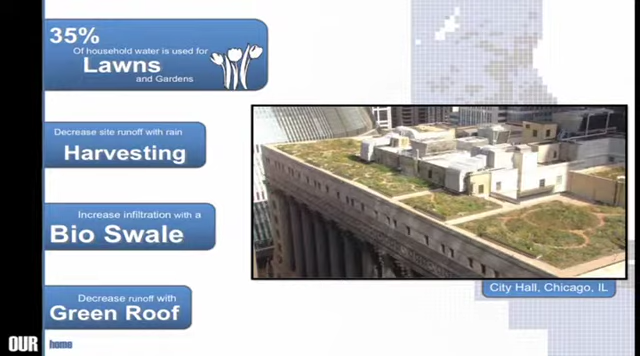 35%
Of household water is used for
Lawns
and Gardens
Decrease site runoff with rain
Harvesting
Increase infiltration with a
Bio Swale
Decrease runoff with
Green Roof
City Hall, Chicago, IL
OUR home